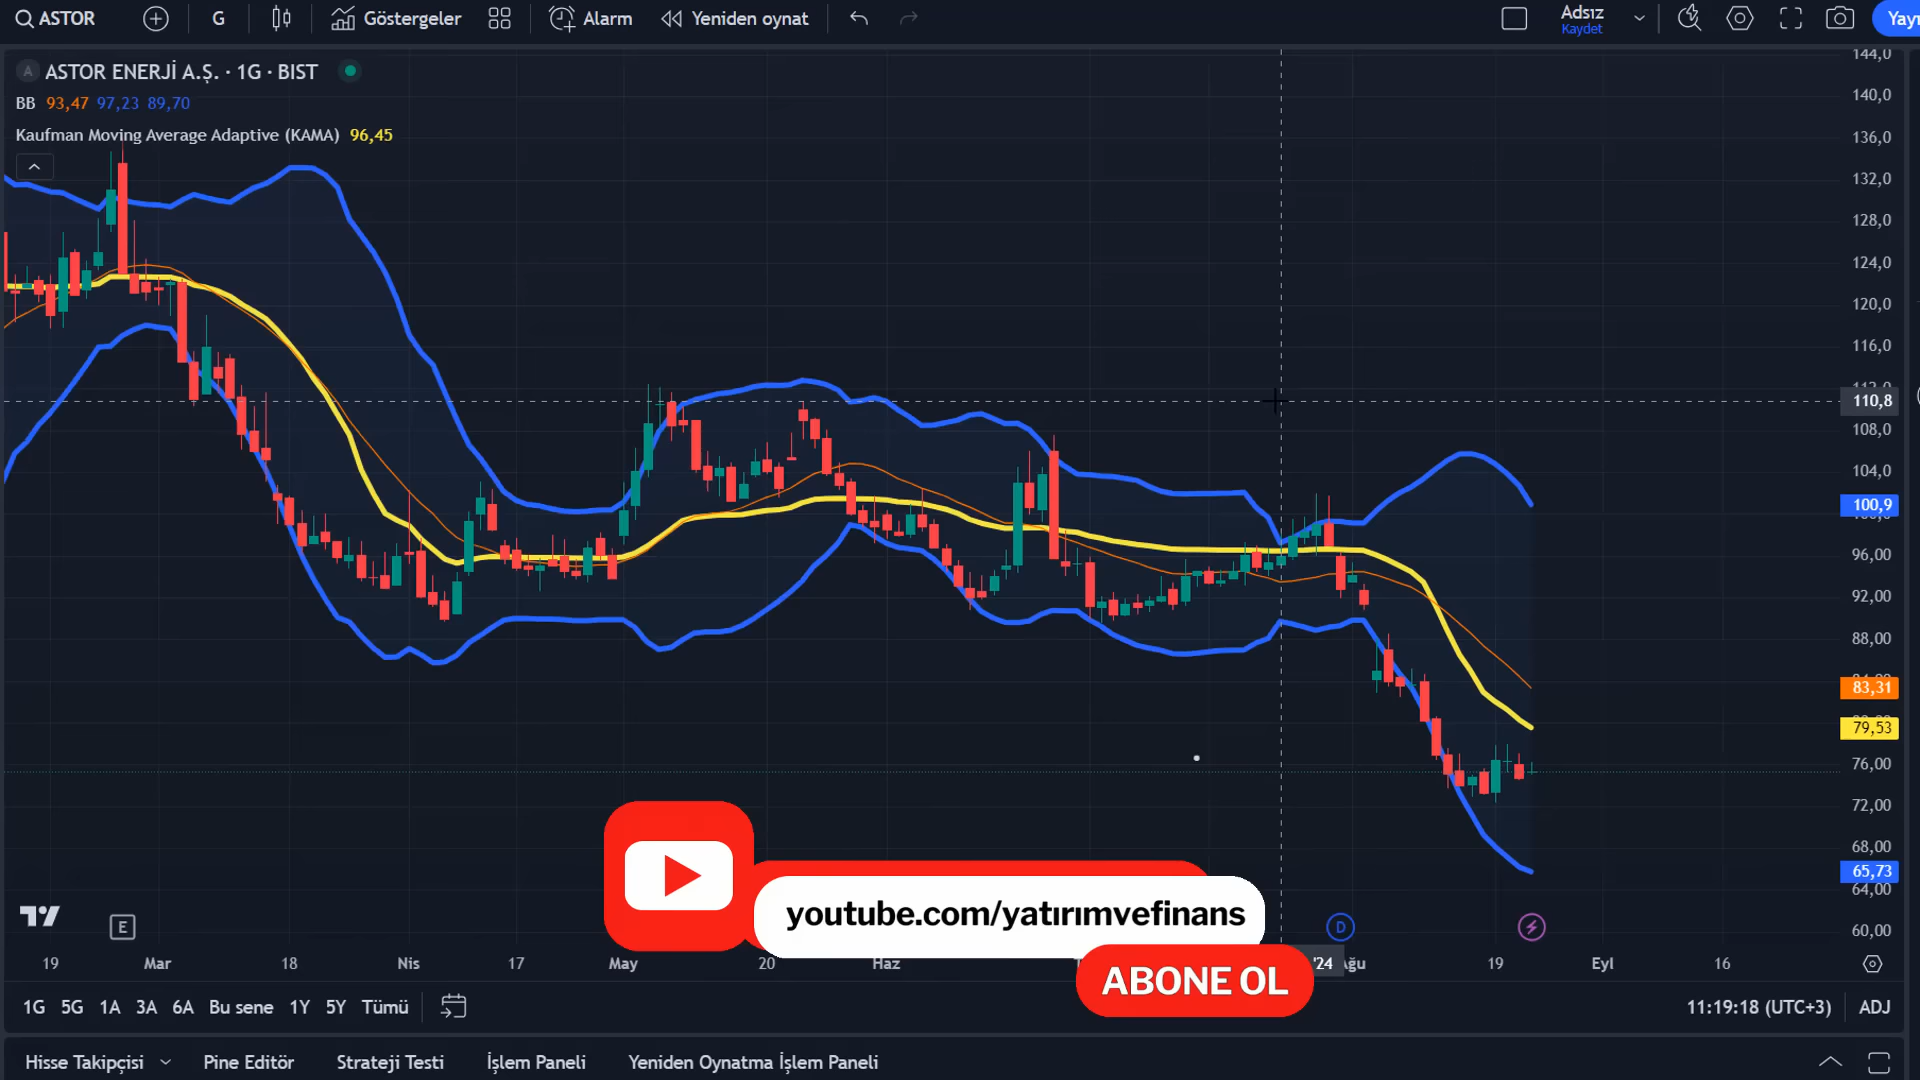 ASTOR
G
Göstergeler
Alarm
Yeniden oynat
Adsız
Kaydet
A ASTOR ENERJİ A.Ş. · 1G · BIST
BB 93,47 97,23 89,70
Kaufman Moving Average Adaptive (KAMA) 96,45
144,0
140,0
136,0
132,0
128,0
124,0
120,0
116,0
110,8
108,0
104,0
100,9
96,00
92,00
88,00
83,31
79,53
76,00
72,00
68,00
65,73
64,00
60,00
youtube.com/yatırımvefinans
ABONE OL
E
D
19 Mar 18 Nis 17 May 20 Haz '24 Ağu 19 Eyl 16
1G 5G 1A 3A 6A Bu sene 1Y 5Y Tümü
11:19:18 (UTC+3) ADJ
Hisse Takipçisi Pine Editör Strateji Testi İşlem Paneli Yeniden Oynatma İşlem Paneli